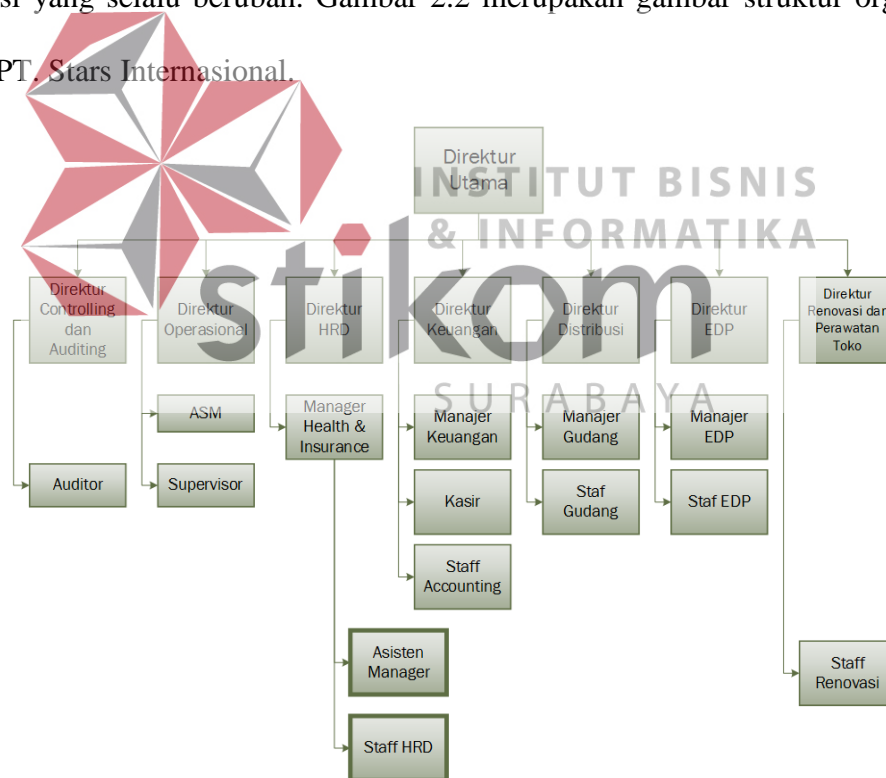 si yang selalu berubah. Gambar 2.2 merupakan gambar struktur org
PT. Stars Internasional.
Direktur
Utama
INSTITUT BISNIS
& INFORMATIKA
stikom
SURABAYA
Direktur
Controlling
dan
Auditing
Direktur
Operasional
Direktur
HRD
Direktur
Keuangan
Direktur
Distribusi
Direktur
EDP
Direktur
Renovasi dan
Perawatan
Toko
ASM
Manager
Health &
Insurance
Manajer
Keuangan
Manajer
Gudang
Manajer
EDP
Auditor
Supervisor
Kasir
Staf
Gudang
Staf EDP
Staff
Accounting
Asisten
Manager
Staff
Renovasi
Staff HRD